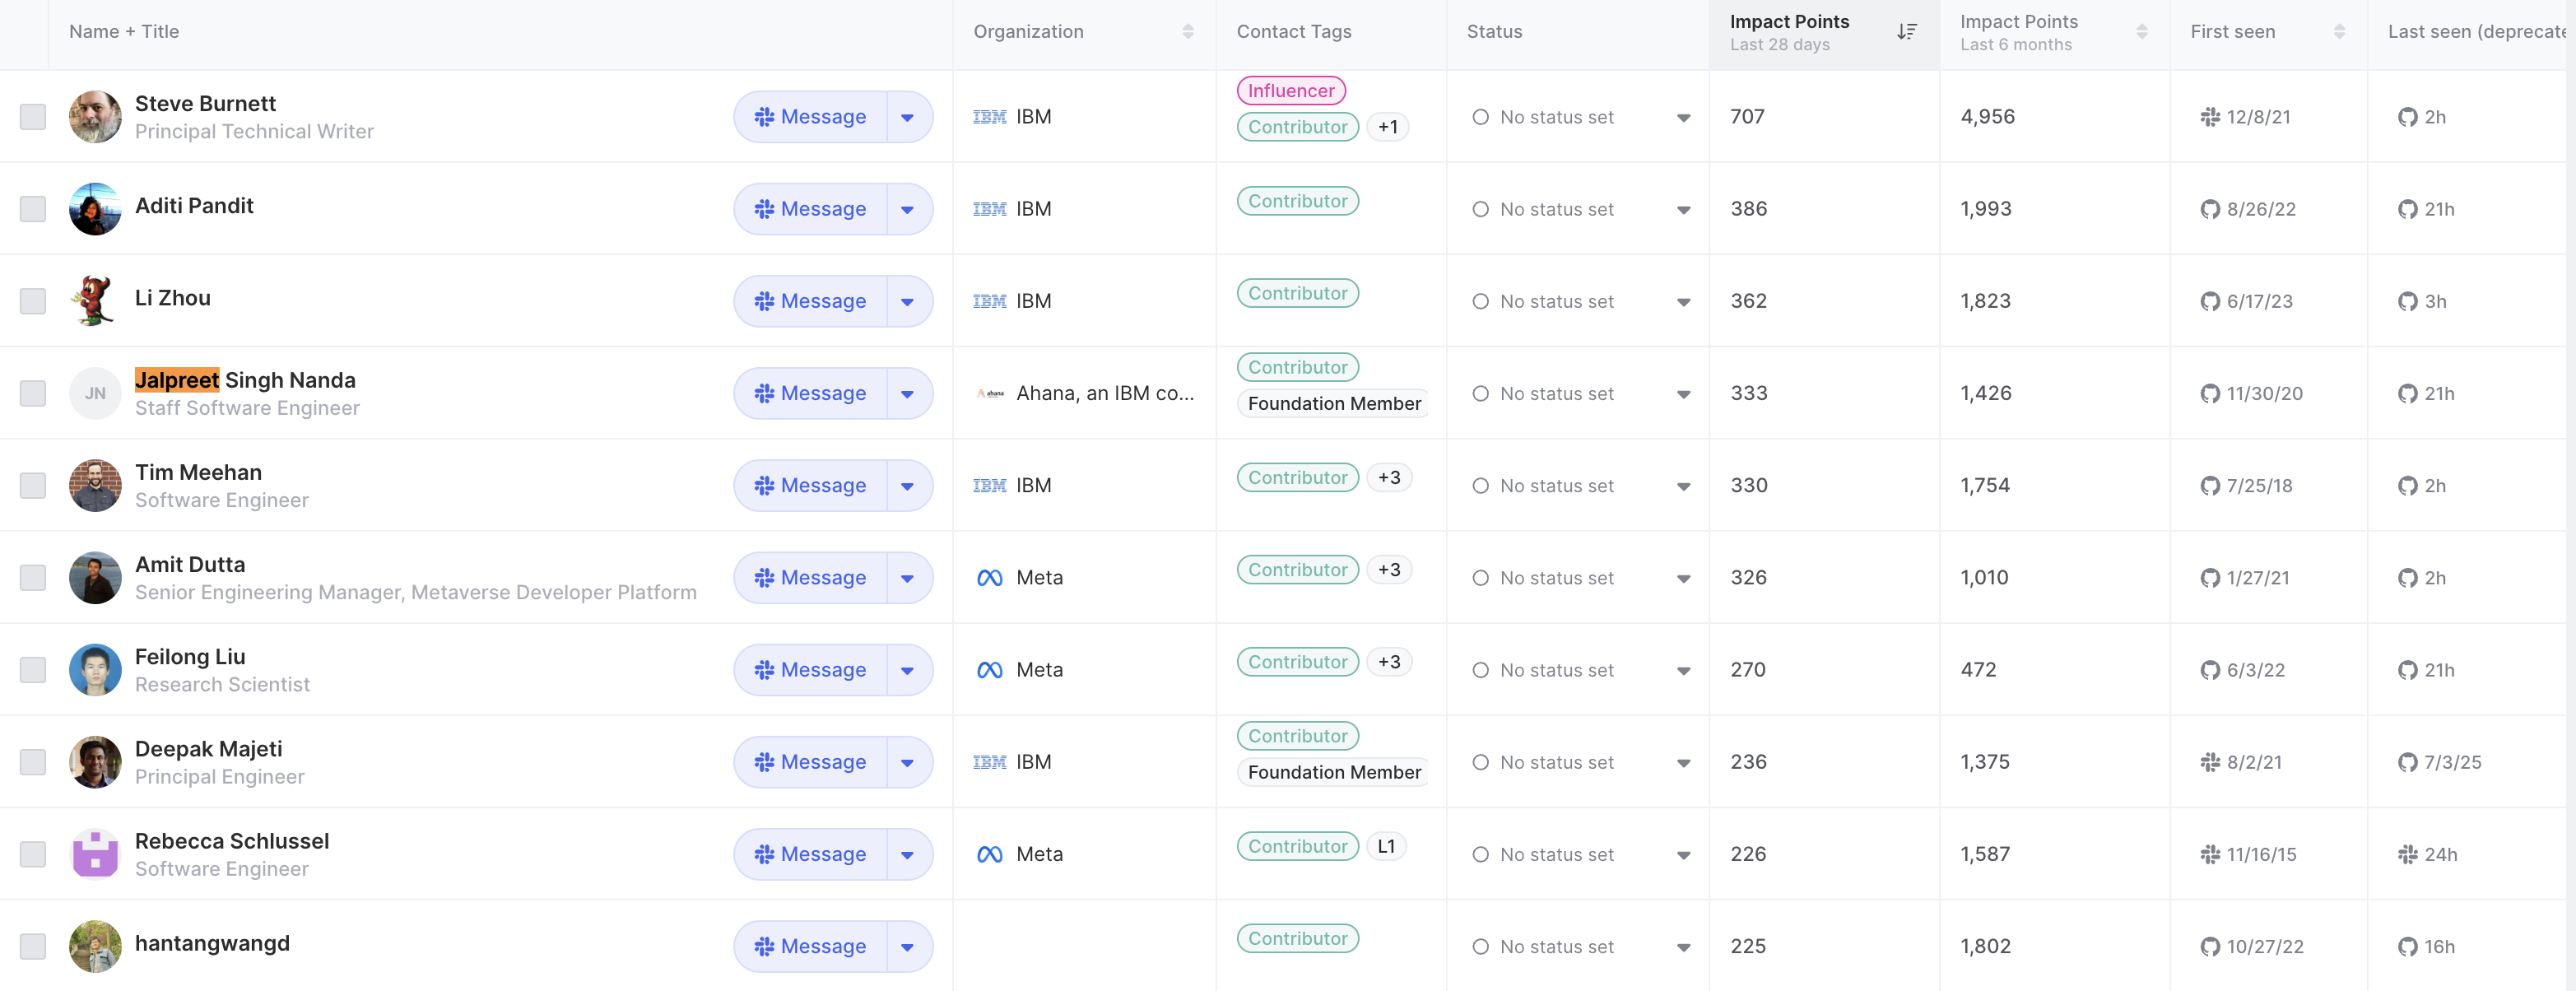 Name + Title Organization Contact Tags Status Impact Points Last 28 days Impact Points Last 6 months First seen Last seen (deprecate
Steve Burnett Principal Technical Writer Message IBM IBM Influencer Contributor +1 No status set 707 4,956 12/8/21 2h
Aditi Pandit Message IBM IBM Contributor No status set 386 1,993 8/26/22 21h
Li Zhou Message IBM IBM Contributor No status set 362 1,823 6/17/23 3h
JN Jalpreet Singh Nanda Staff Software Engineer Message ahana Ahana, an IBM co... Contributor Foundation Member No status set 333 1,426 11/30/20 21h
Tim Meehan Software Engineer Message IBM IBM Contributor +3 No status set 330 1,754 7/25/18 2h
Amit Dutta Senior Engineering Manager, Metaverse Developer Platform Message Meta Contributor +3 No status set 326 1,010 1/27/21 2h
Feilong Liu Research Scientist Message Meta Contributor +3 No status set 270 472 6/3/22 21h
Deepak Majeti Principal Engineer Message IBM IBM Contributor Foundation Member No status set 236 1,375 8/2/21 7/3/25
Rebecca Schlussel Software Engineer Message Meta Contributor L1 No status set 226 1,587 11/16/15 24h
hantangwangd Message Contributor No status set 225 1,802 10/27/22 16h